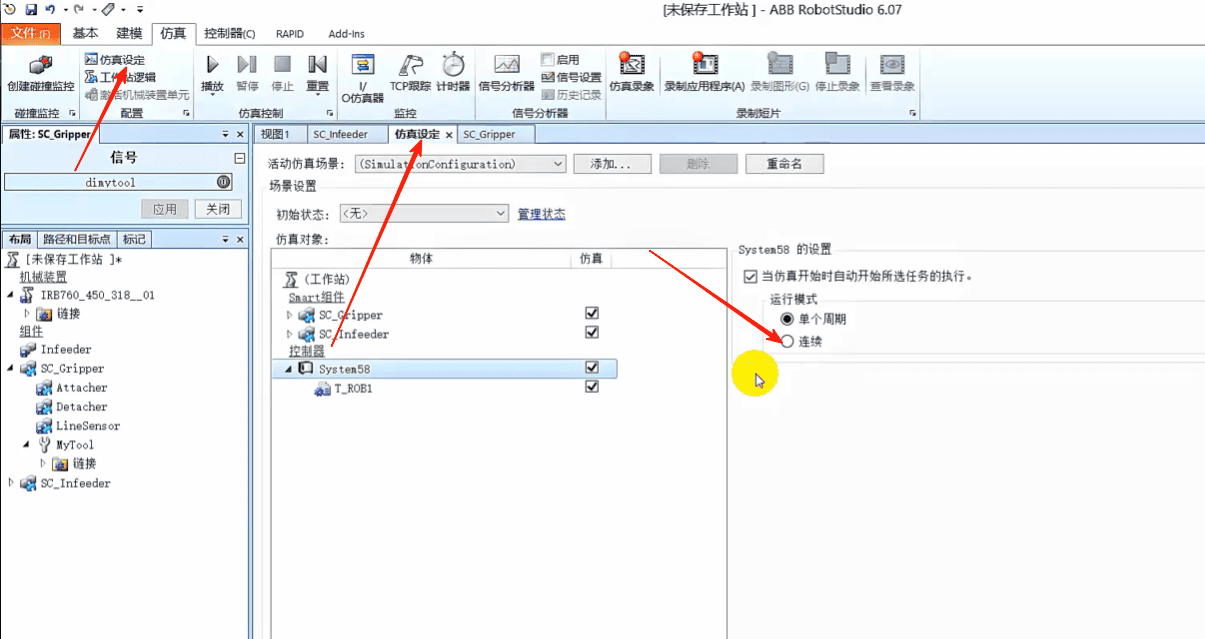 [未保存工作站 ] - ABB RobotStudio 6.07
文件(F) 基本 建模 仿真 控制器(C) RAPID Add-Ins
创建碰撞监控
碰撞监控
仿真设定
工作站逻辑
激活机械装置单元
配置
播放 暂停 停止 重置
仿真控制
I/
O仿真器
TCP跟踪 计时器
监控
信号分析器
启用
信号设置
历史记录
信号分析器
仿真录象 录制应用程序(A) 录制图形(G) 停止录象 查看录象
录制短片
属性: SC_Gripper
信号
dimytool
应用 关闭
布局 路径和目标点 标记
[未保存工作站 ]*
机械装置
IRB760_450_318__01
链接
组件
Infeeder
SC_Gripper
Attacher
Detacher
LineSensor
MyTool
链接
SC_Infeeder
视图1 SC_Infeeder 仿真设定 SC_Gripper
活动仿真场景: (SimulationConfiguration) 添加... 删除 重命名
场景设置
初始状态: <无> 管理状态
仿真对象:
物体 仿真
(工作站)
Smart组件
SC_Gripper
SC_Infeeder
控制器
System58
T_ROB1
System58 的设置
当仿真开始时自动开始所选任务的执行。
运行模式
单个周期
连续